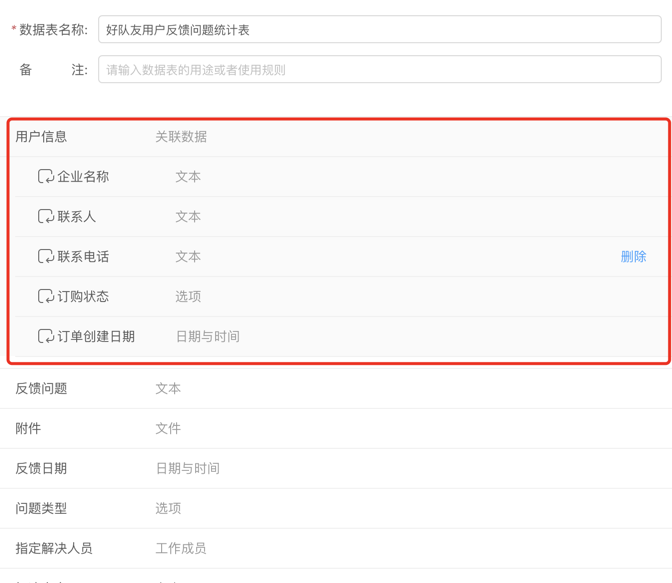 * 数据表名称: 好队友用户反馈问题统计表
备 注: 请输入数据表的用途或者使用规则
用户信息 关联数据
企业名称 文本
联系人 文本
联系电话 文本 删除
订购状态 选项
订单创建日期 日期与时间
反馈问题 文本
附件 文件
反馈日期 日期与时间
问题类型 选项
指定解决人员 工作成员